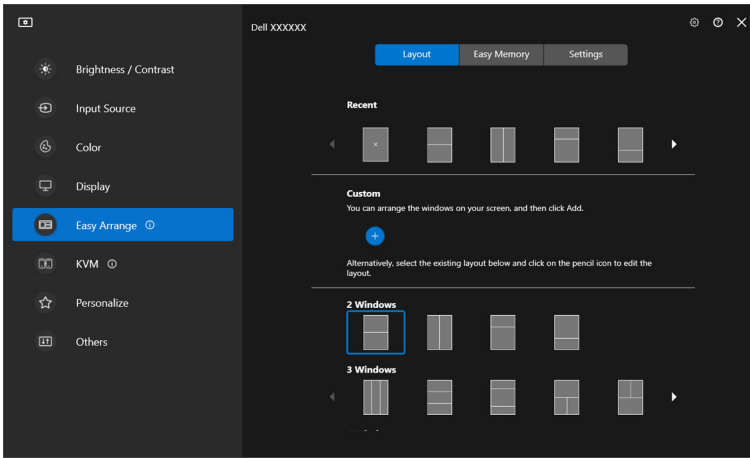 Dell XXXXXX
Layout
Easy Memory
Settings
Brightness / Contrast
Input Source
Color
Display
Easy Arrange
KVM
Personalize
Others
Recent
Custom
You can arrange the windows on your screen, and then click Add.
Alternatively, select the existing layout below and click on the pencil icon to edit the
layout.
2 Windows
3 Windows